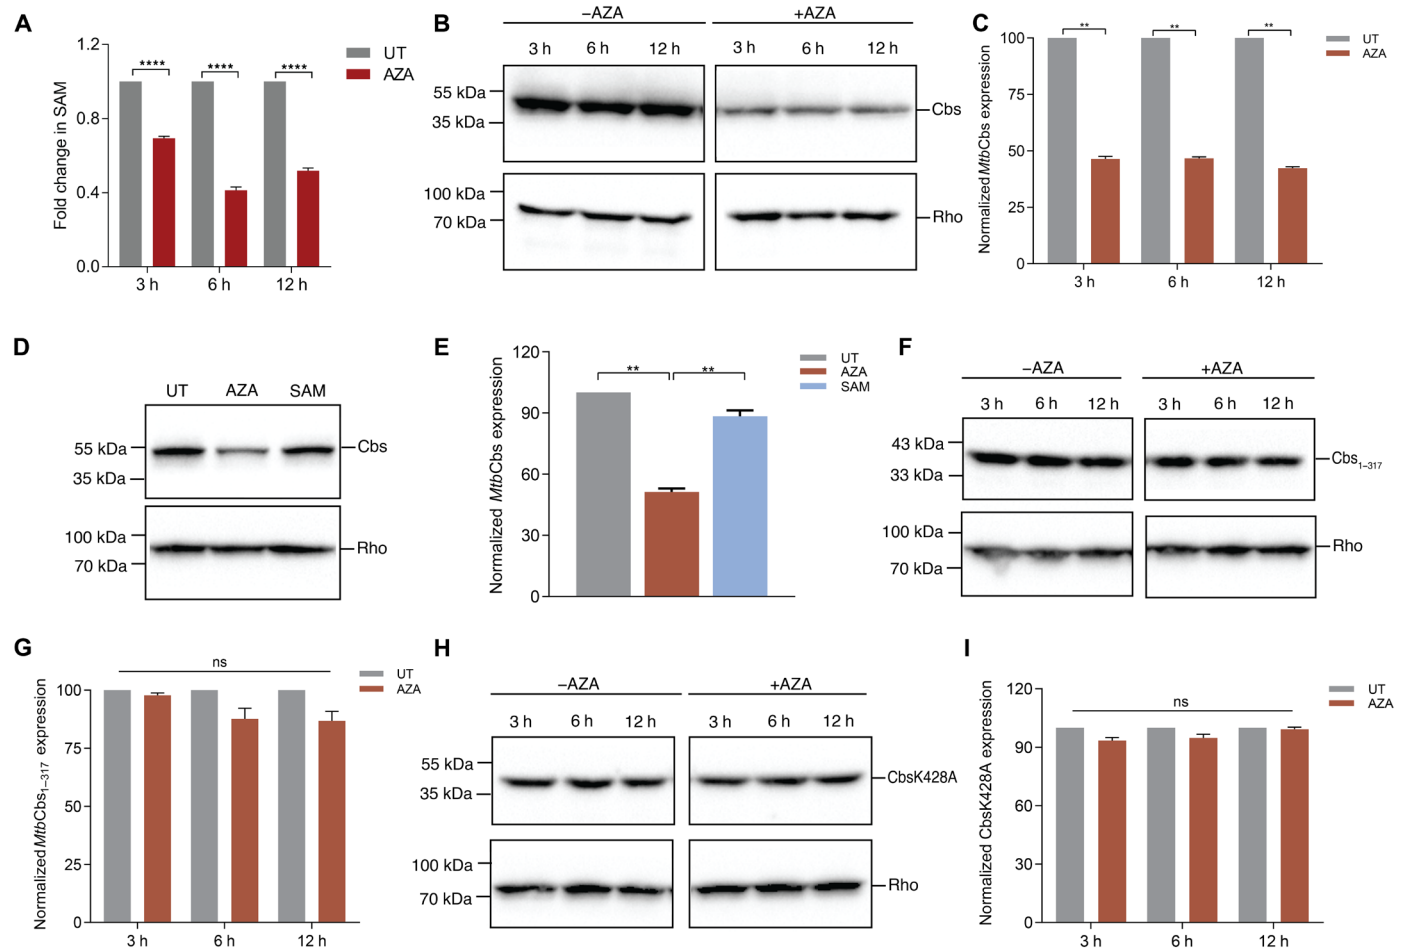 A
1.2
0.8
0.4
0.0
Fold change in SAM
**** **** ****
3 h 6 h 12 h
UT
AZA
B
–AZA +AZA
3 h 6 h 12 h 3 h 6 h 12 h
55 kDa
35 kDa
Cbs
100 kDa
70 kDa
Rho
C
100
75
50
25
0
Normalized MtbCbs expression
** ** **
3 h 6 h 12 h
UT
AZA
D
UT AZA SAM
55 kDa
35 kDa
Cbs
100 kDa
70 kDa
Rho
E
120
90
60
30
0
Normalized MtbCbs expression
** **
UT
AZA
SAM
F
–AZA +AZA
3 h 6 h 12 h 3 h 6 h 12 h
43 kDa
33 kDa
Cbs1–317
100 kDa
70 kDa
Rho
G
100
75
50
25
0
Normalized MtbCbs1–317 expression
ns
3 h 6 h 12 h
UT
AZA
H
–AZA +AZA
3 h 6 h 12 h 3 h 6 h 12 h
55 kDa
35 kDa
CbsK428A
100 kDa
70 kDa
Rho
I
120
90
60
30
0
Normalized CbsK428A expression
ns
3 h 6 h 12 h
UT
AZA